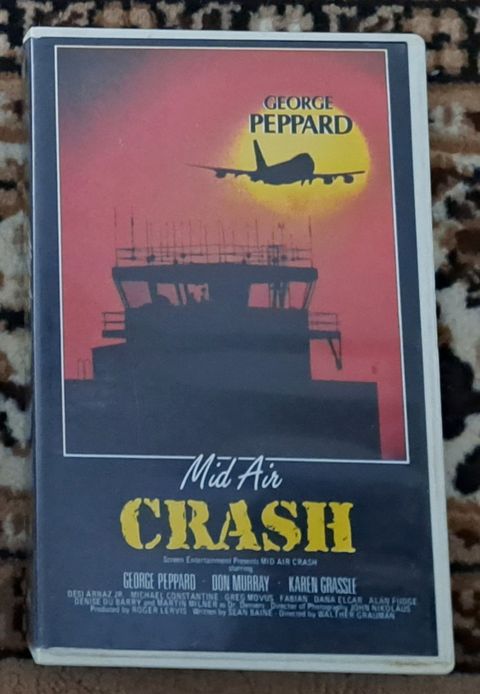 GEORGE
PEPPARD
Mid Air
CRASH
Screen Entertainment Presents MID AIR CRASH
starring
GEORGE PEPPARD · DON MURRAY · KAREN GRASSLE
DESI ARNAZ JR. MICHAEL CONSTANTINE GREG MOVUS FABIAN DANA ELCAR ALAN FUDGE
DENISE DU BARRY and MARTIN MILNER as Dr. Denvers Director of Photography JOHN NIKOLAUS
Produced by ROGER LERVIS Written by SEAN BAINE Directed by WALTHER GRAUMAN